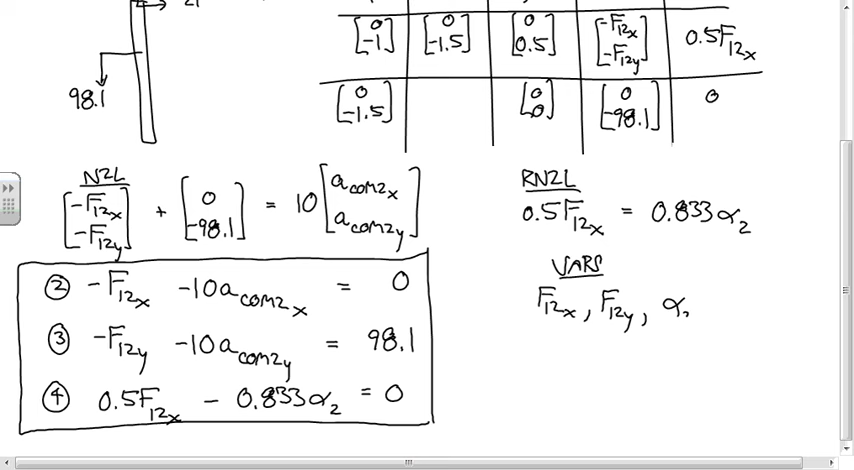 98.1
[0 -1] [0 -1.5] [0 0.5] [-F12x -F12y] 0.5F12x
[0 -1.5] [0 0] [0 -98.1] 0
N2L
[-F12x -F12y] + [0 -98.1] = 10 [acom2x acom2y]
RN2L
0.5F12x = 0.833α2
VARS
F12x, F12y, α
② -F12x -10acom2x = 0
③ -F12y -10acom2y = 98.1
④ 0.5F12x - 0.833α2 = 0